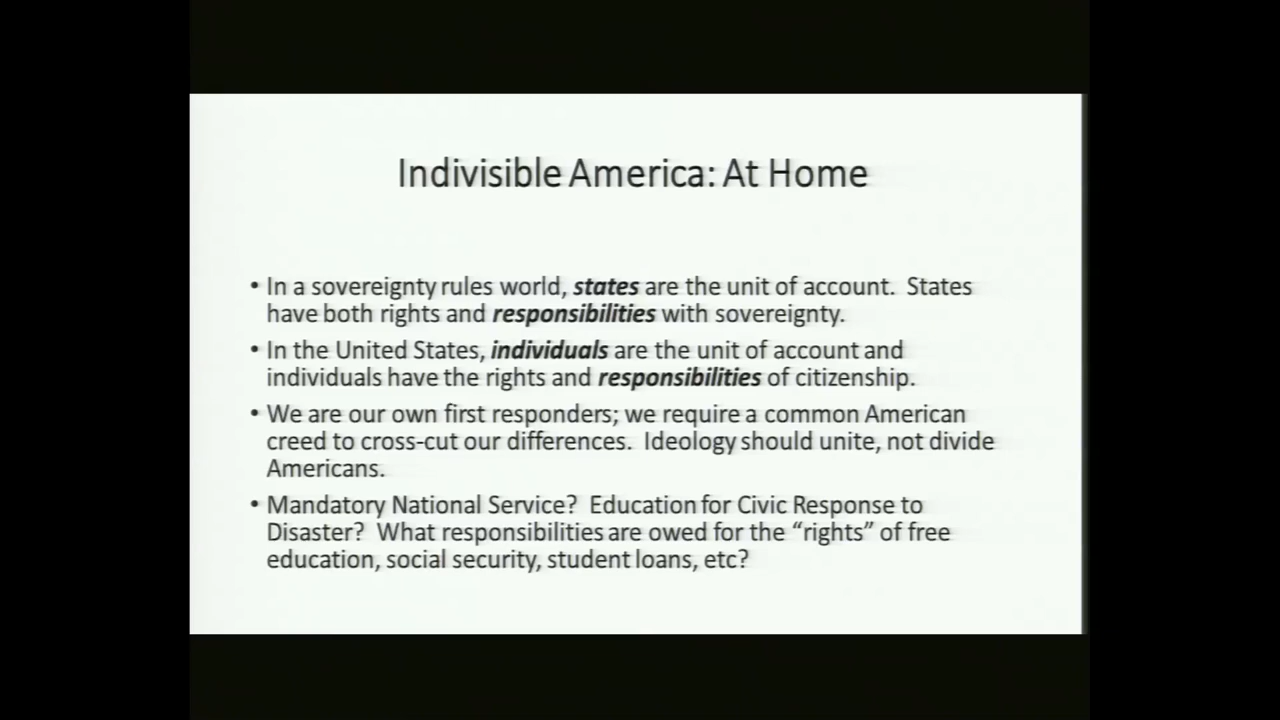 Indivisible America: At Home
• In a sovereignty rules world, states are the unit of account. States
have both rights and responsibilities with sovereignty.
• In the United States, individuals are the unit of account and
individuals have the rights and responsibilities of citizenship.
• We are our own first responders; we require a common American
creed to cross-cut our differences. Ideology should unite, not divide
Americans.
• Mandatory National Service? Education for Civic Response to
Disaster? What responsibilities are owed for the “rights” of free
education, social security, student loans, etc?